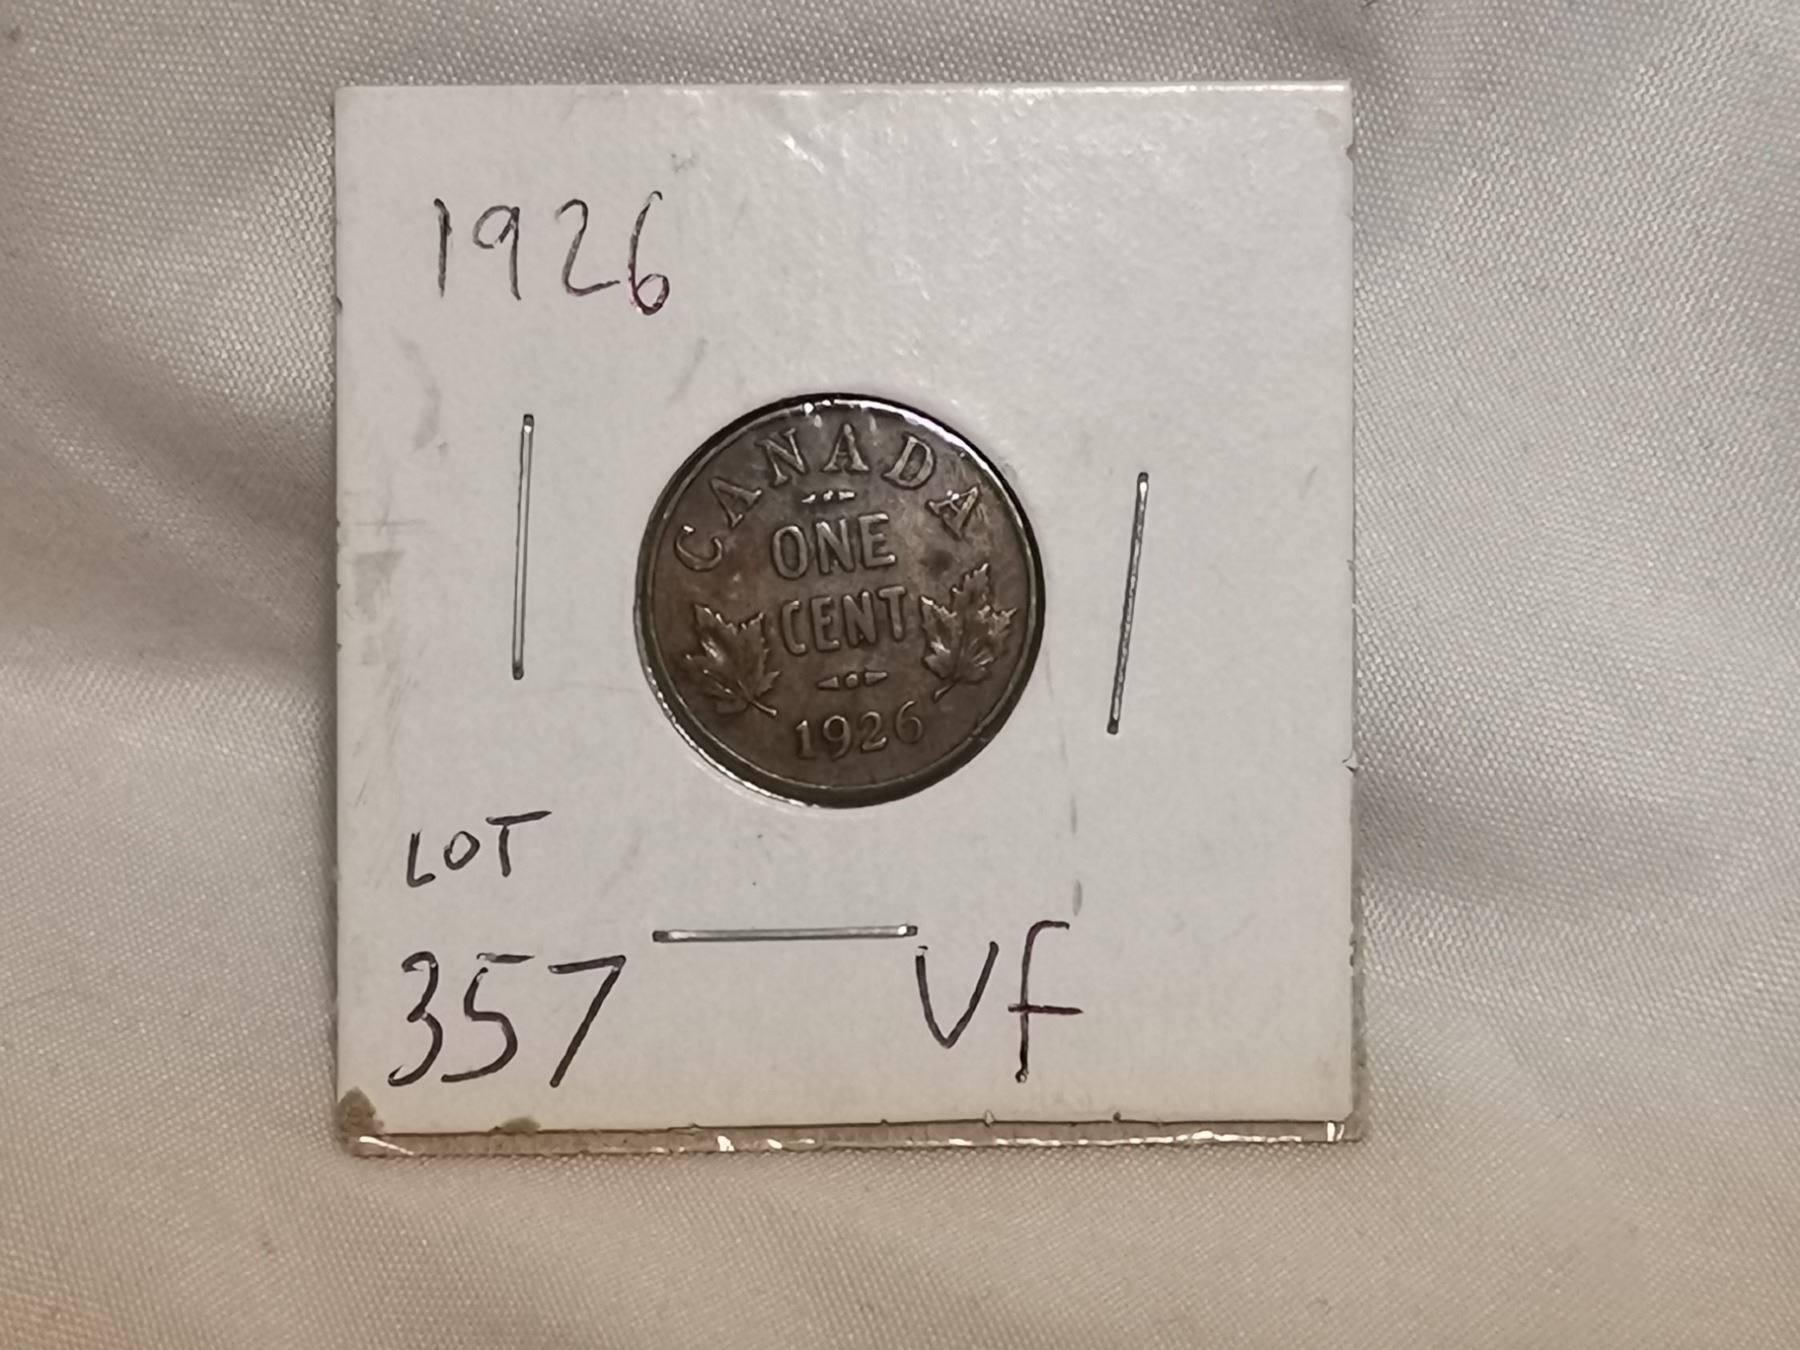 1926
CANADA
ONE
CENT
1926
LOT
357
VF